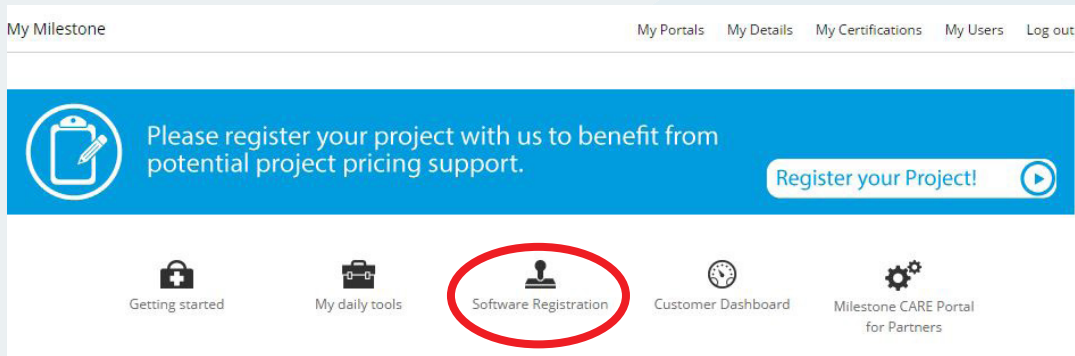 My Milestone
My Portals My Details My Certifications My Users Log out
Please register your project with us to benefit from
potential project pricing support.
Register your Project!
Getting started
My daily tools
Software Registration
Customer Dashboard
Milestone CARE Portal
for Partners